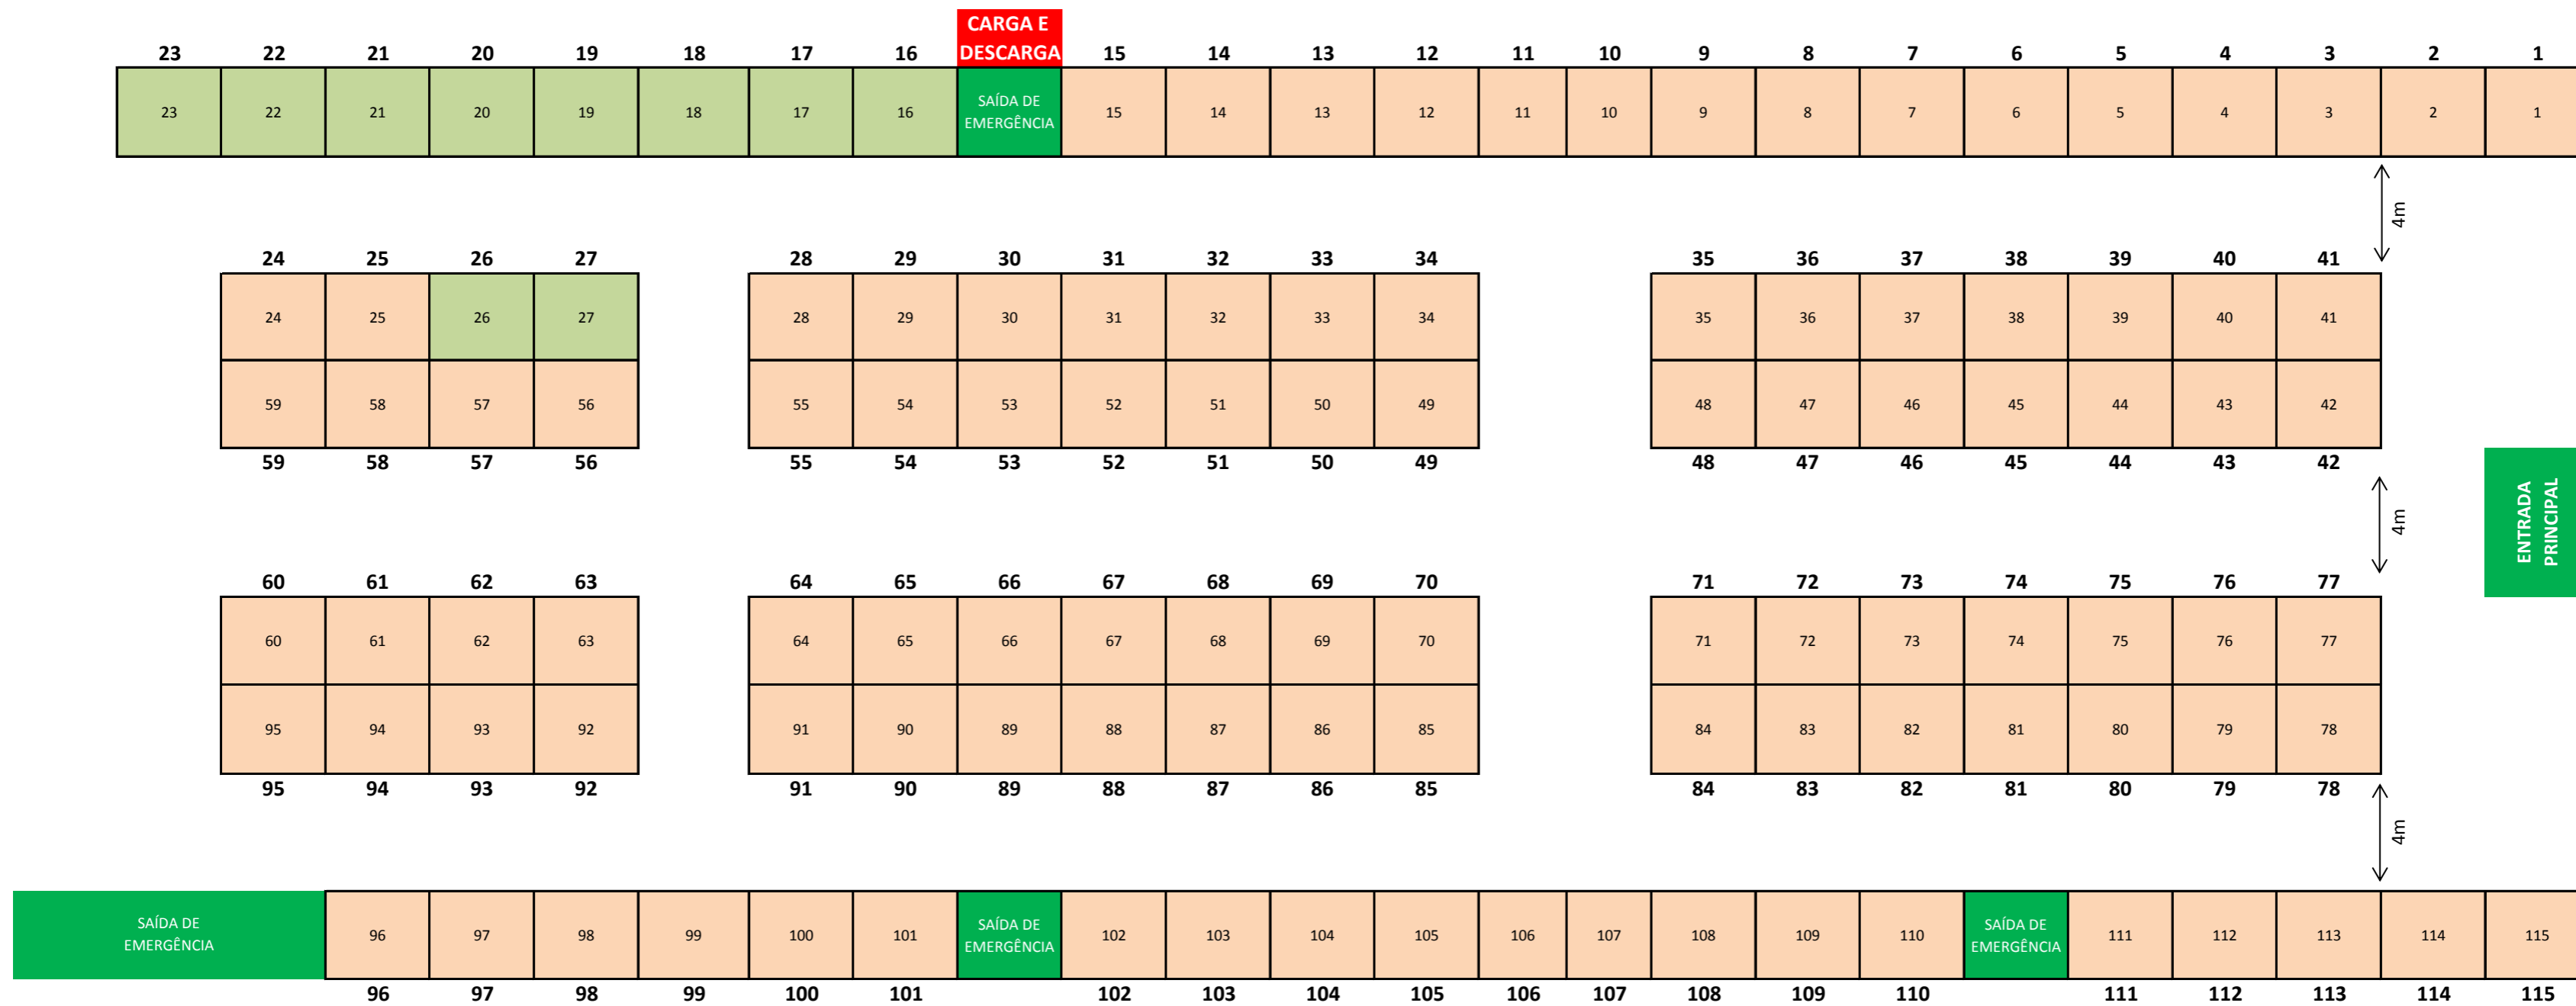 CARGA E
DESCARGA
23 22 21 20 19 18 17 16 15 14 13 12 11 10 9 8 7 6 5 4 3 2 1
23 22 21 20 19 18 17 16 SAÍDA DE EMERGÊNCIA 15 14 13 12 11 10 9 8 7 6 5 4 3 2 1
4m
24 25 26 27 28 29 30 31 32 33 34 35 36 37 38 39 40 41
24 25 26 27 28 29 30 31 32 33 34 35 36 37 38 39 40 41
59 58 57 56 55 54 53 52 51 50 49 48 47 46 45 44 43 42
59 58 57 56 55 54 53 52 51 50 49 48 47 46 45 44 43 42
4m
ENTRADA
PRINCIPAL
60 61 62 63 64 65 66 67 68 69 70 71 72 73 74 75 76 77
60 61 62 63 64 65 66 67 68 69 70 71 72 73 74 75 76 77
95 94 93 92 91 90 89 88 87 86 85 84 83 82 81 80 79 78
95 94 93 92 91 90 89 88 87 86 85 84 83 82 81 80 79 78
4m
SAÍDA DE EMERGÊNCIA 96 97 98 99 100 101 SAÍDA DE EMERGÊNCIA 102 103 104 105 106 107 108 109 110 SAÍDA DE EMERGÊNCIA 111 112 113 114 115
96 97 98 99 100 101 102 103 104 105 106 107 108 109 110 111 112 113 114 115